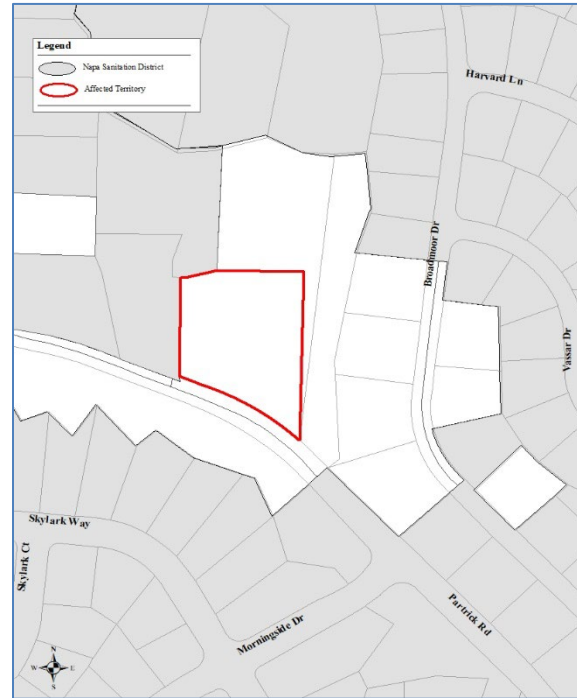 Legend
Napa Sanitation District
Affected Territory
Harvard Ln
Broadmoor Dr
Vassar Dr
Skylark Way
Skylark Ct
Morningside Dr
Partrick Rd
N
W E
S